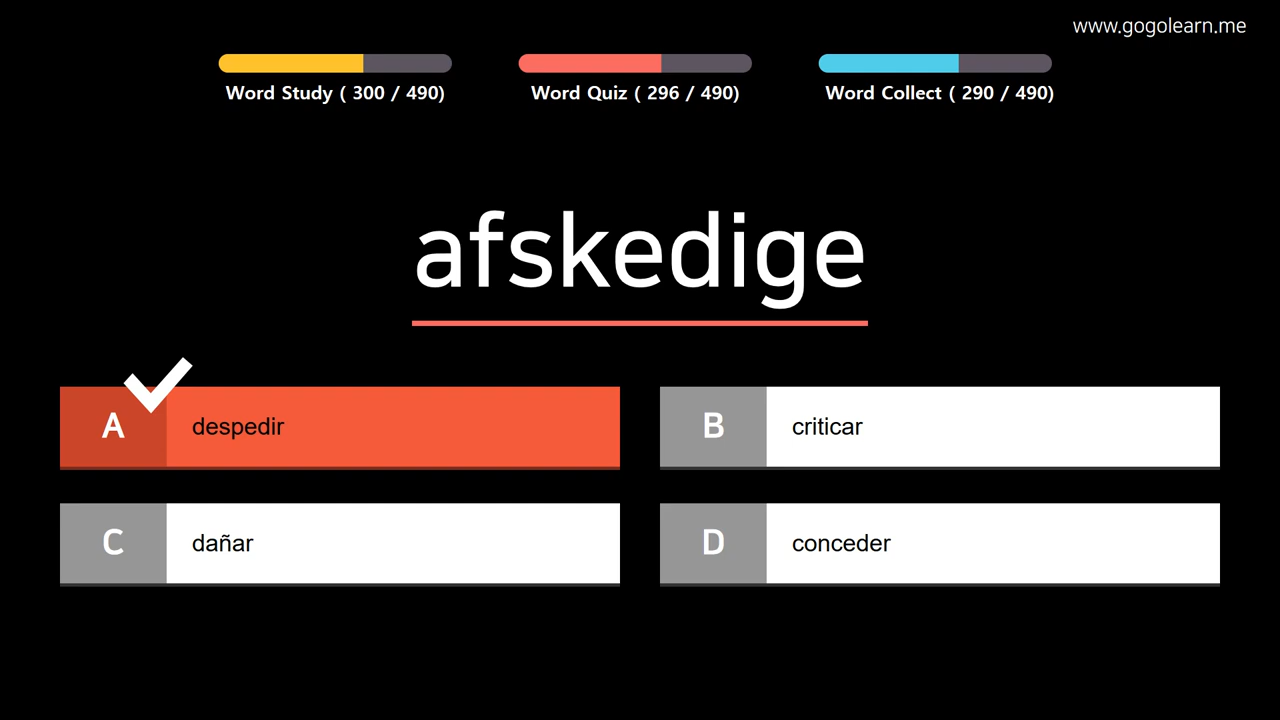 www.gogolearn.me
Word Study ( 300 / 490)
Word Quiz ( 296 / 490)
Word Collect ( 290 / 490)
afskedige
A despedir
B criticar
C dañar
D conceder